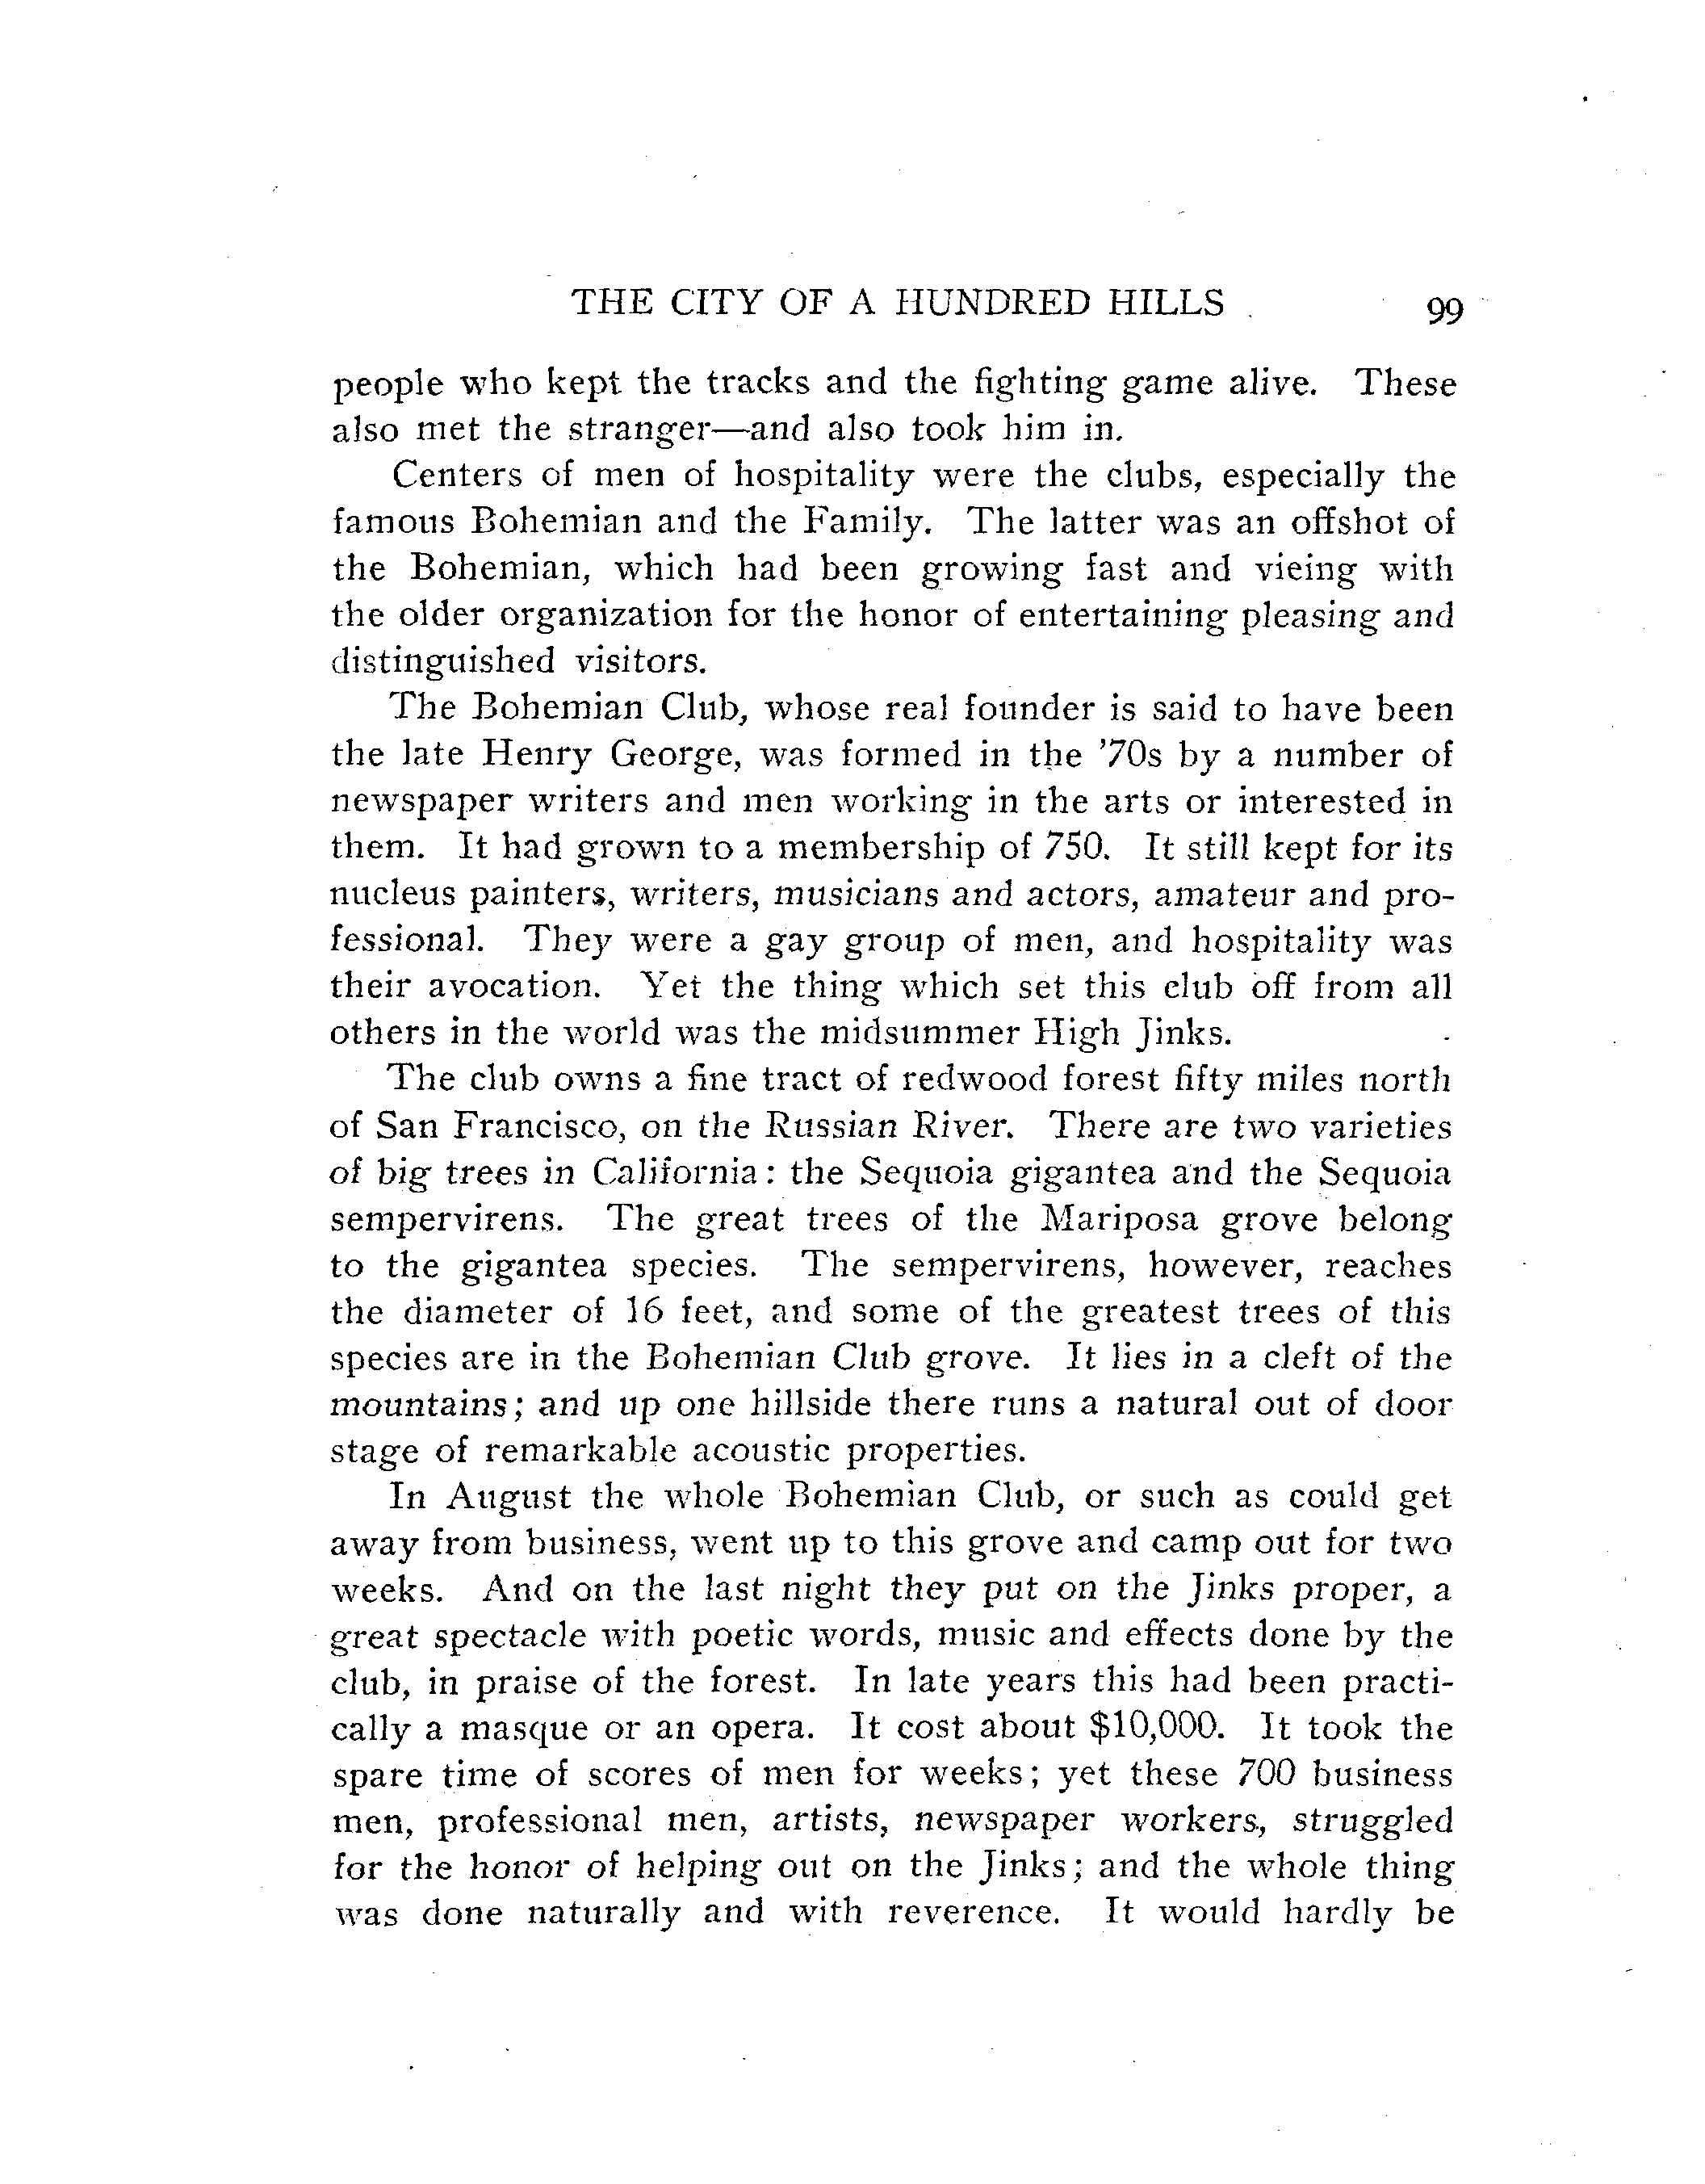 THE CITY OF A HUNDRED HILLS 99
people who kept the tracks and the fighting game alive. These
also met the stranger—and also took him in.
Centers of men of hospitality were the clubs, especially the
famous Bohemian and the Family. The latter was an offshot of
the Bohemian, which had been growing fast and vieing with
the older organization for the honor of entertaining pleasing and
distinguished visitors.
The Bohemian Club, whose real founder is said to have been
the late Henry George, was formed in the '70s by a number of
newspaper writers and men working in the arts or interested in
them. It had grown to a membership of 750. It still kept for its
nucleus painters, writers, musicians and actors, amateur and pro-
fessional. They were a gay group of men, and hospitality was
their avocation. Yet the thing which set this club off from all
others in the world was the midsummer High Jinks.
The club owns a fine tract of redwood forest fifty miles north
of San Francisco, on the Russian River. There are two varieties
of big trees in California: the Sequoia gigantea and the Sequoia
sempervirens. The great trees of the Mariposa grove belong
to the gigantea species. The sempervirens, however, reaches
the diameter of 16 feet, and some of the greatest trees of this
species are in the Bohemian Club grove. It lies in a cleft of the
mountains; and up one hillside there runs a natural out of door
stage of remarkable acoustic properties.
In August the whole Bohemian Club, or such as could get
away from business, went up to this grove and camp out for two
weeks. And on the last night they put on the Jinks proper, a
great spectacle with poetic words, music and effects done by the
club, in praise of the forest. In late years this had been practi-
cally a masque or an opera. It cost about $10,000. It took the
spare time of scores of men for weeks; yet these 700 business
men, professional men, artists, newspaper workers, struggled
for the honor of helping out on the Jinks; and the whole thing
was done naturally and with reverence. It would hardly be